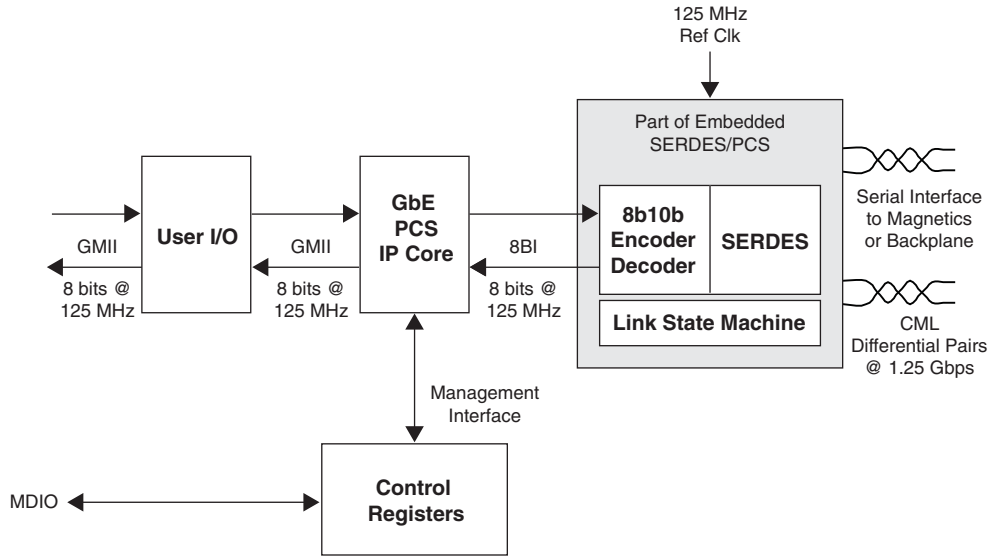 125 MHz
Ref Clk
Part of Embedded
SERDES/PCS
GMII
8 bits @
125 MHz
User I/O
GMII
8 bits @
125 MHz
GbE
PCS
IP Core
8BI
8 bits @
125 MHz
8b10b
Encoder
Decoder
SERDES
Link State Machine
Serial Interface
to Magnetics
or Backplane
CML
Differential Pairs
@ 1.25 Gbps
Management
Interface
MDIO
Control
Registers